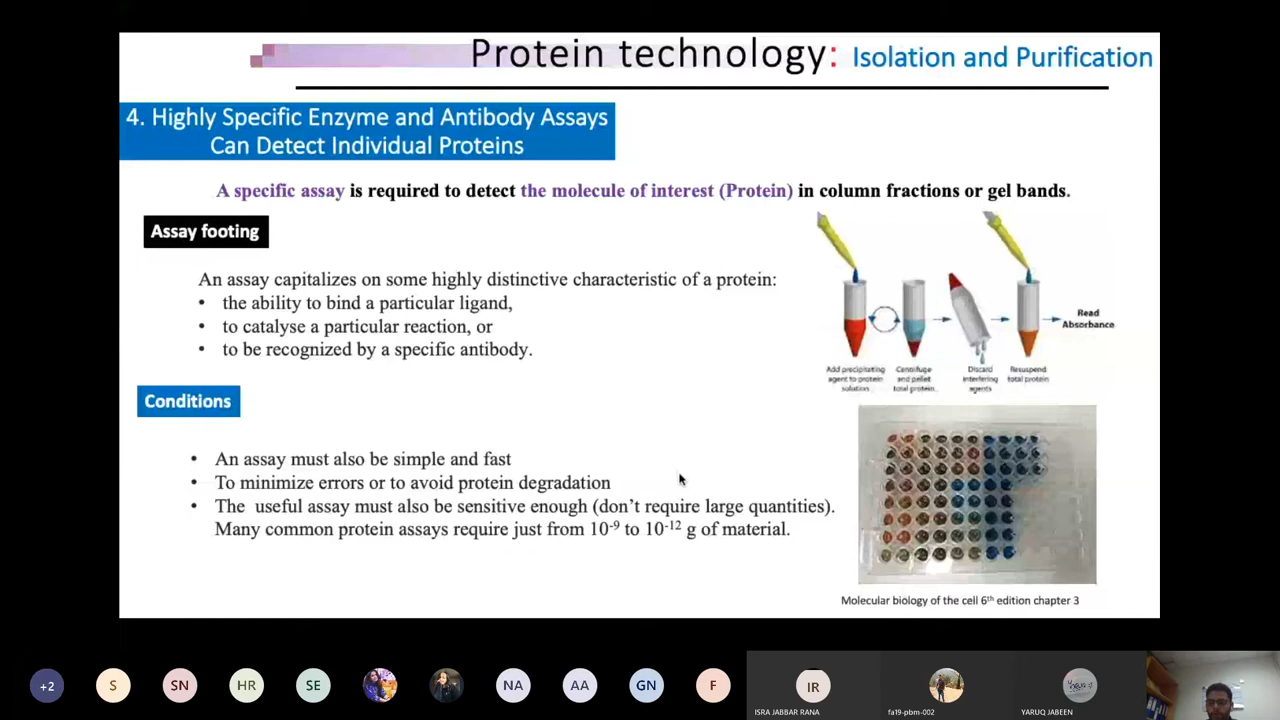 Protein technology: Isolation and Purification
4. Highly Specific Enzyme and Antibody Assays
Can Detect Individual Proteins
A specific assay is required to detect the molecule of interest (Protein) in column fractions or gel bands.
Assay footing
An assay capitalizes on some highly distinctive characteristic of a protein:
• the ability to bind a particular ligand,
• to catalyse a particular reaction, or
• to be recognized by a specific antibody.
Read
Absorbance
Add precipitating
agent to protein
solution.
Centrifuge
and pellet
total protein.
Discard
interfering
agents
Resuspend
total protein
Conditions
• An assay must also be simple and fast
• To minimize errors or to avoid protein degradation
• The useful assay must also be sensitive enough (don't require large quantities).
Many common protein assays require just from 10⁻⁹ to 10⁻¹² g of material.
Molecular biology of the cell 6th edition chapter 3
+2
S
SN
HR
SE
NA
AA
GN
F
IR
ISRA JABBAR RANA
fa19-pbm-002
YARUQ JABEEN